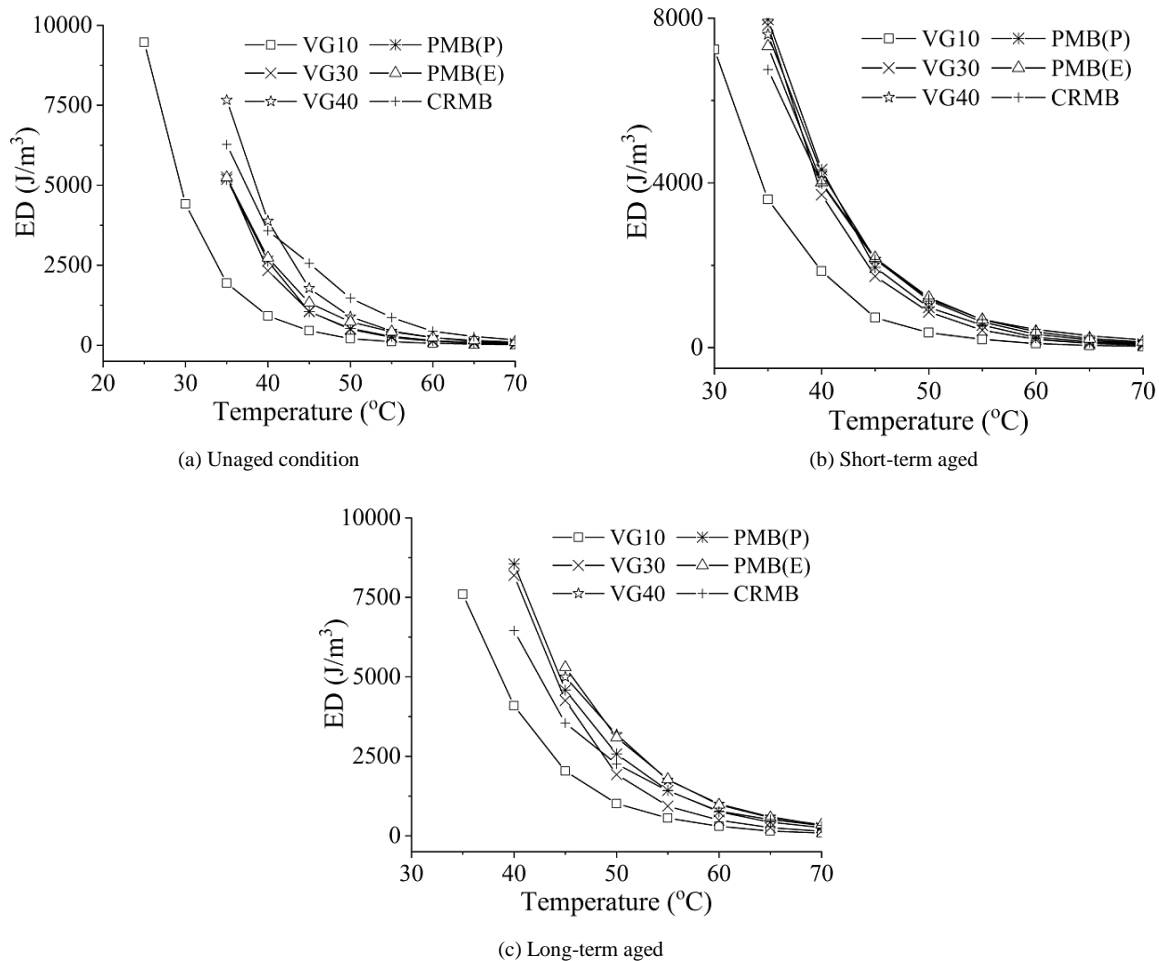 10000
7500
5000
2500
0
ED (J/m³)
VG10 PMB(P)
VG30 PMB(E)
VG40 CRMB
20 30 40 50 60 70
Temperature (°C)
(a) Unaged condition
8000
4000
0
ED (J/m³)
VG10 PMB(P)
VG30 PMB(E)
VG40 CRMB
30 40 50 60 70
Temperature (°C)
(b) Short-term aged
10000
7500
5000
2500
0
ED (J/m³)
VG10 PMB(P)
VG30 PMB(E)
VG40 CRMB
30 40 50 60 70
Temperature (°C)
(c) Long-term aged